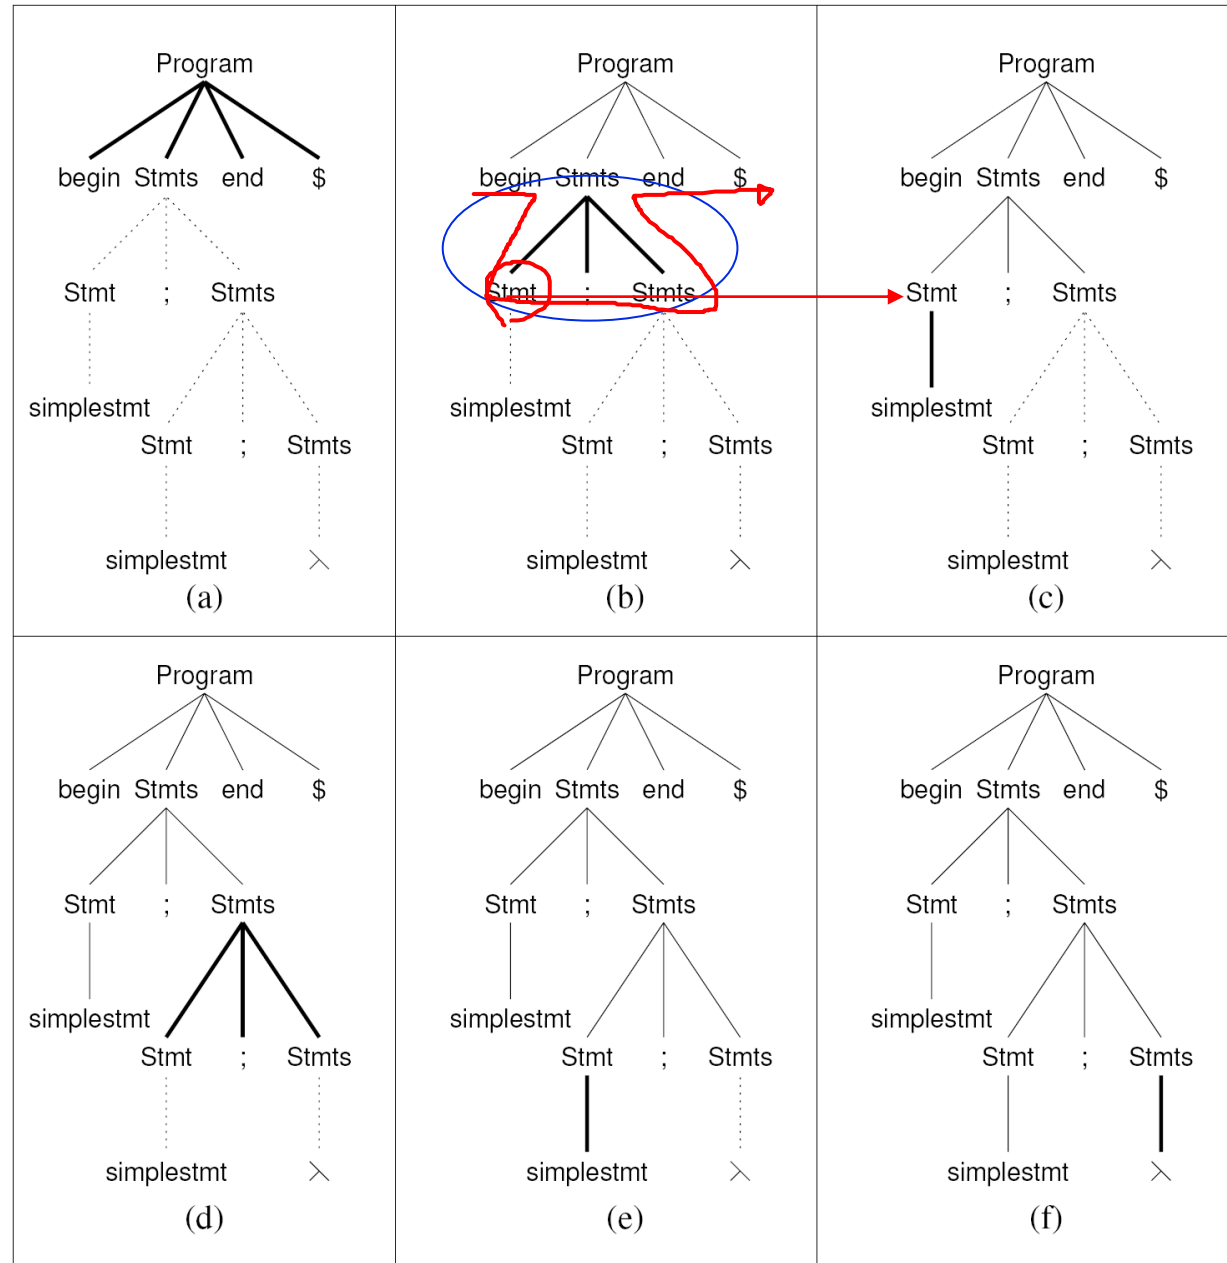 Program
begin Stmts end $
Stmt ; Stmts
simplestmt
Stmt ; Stmts
simplestmt λ
(a)
Program
begin Stmts end $
Stmt ; Stmts
simplestmt
Stmt ; Stmts
simplestmt λ
(b)
Program
begin Stmts end $
Stmt ; Stmts
simplestmt
Stmt ; Stmts
simplestmt λ
(c)
Program
begin Stmts end $
Stmt ; Stmts
simplestmt
Stmt ; Stmts
simplestmt λ
(d)
Program
begin Stmts end $
Stmt ; Stmts
simplestmt
Stmt ; Stmts
simplestmt λ
(e)
Program
begin Stmts end $
Stmt ; Stmts
simplestmt
Stmt ; Stmts
simplestmt λ
(f)